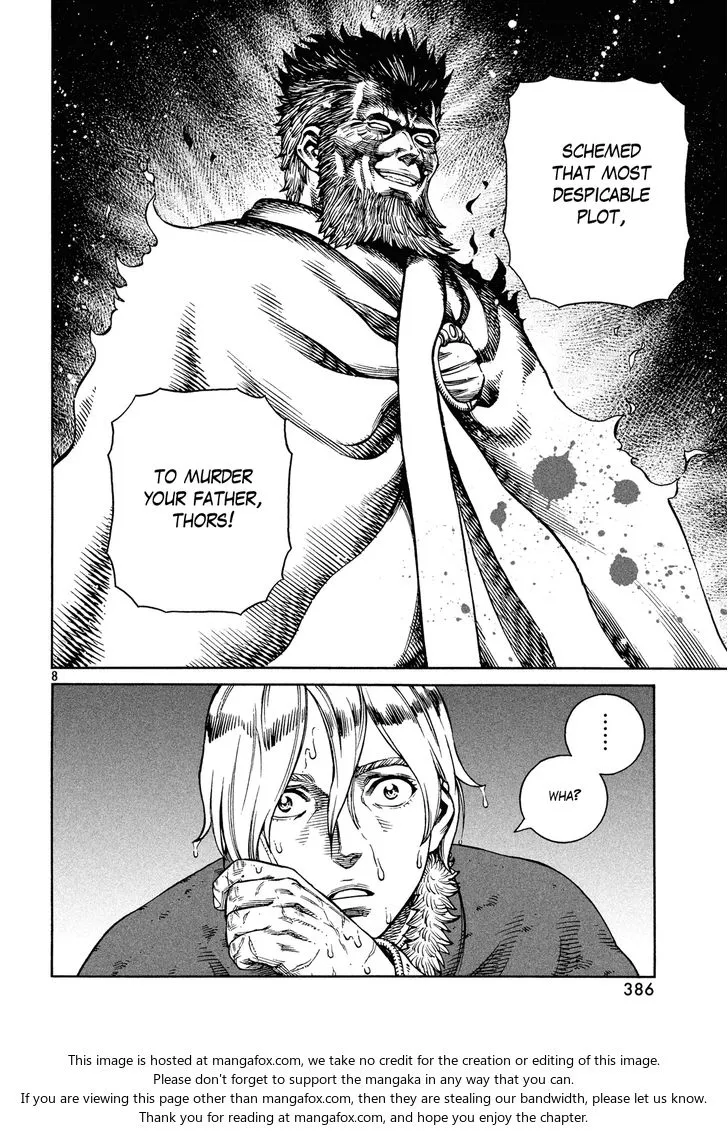 SCHEMED
THAT MOST
DESPICABLE
PLOT,
TO MURDER
YOUR FATHER,
THORS!
8
......
WHA?
386
This image is hosted at mangafox.com, we take no credit for the creation or editing of this image.
Please don't forget to support the mangaka in any way that you can.
If you are viewing this page other than mangafox.com, then they are stealing our bandwidth, please let us know.
Thank you for reading at mangafox.com, and hope you enjoy the chapter.